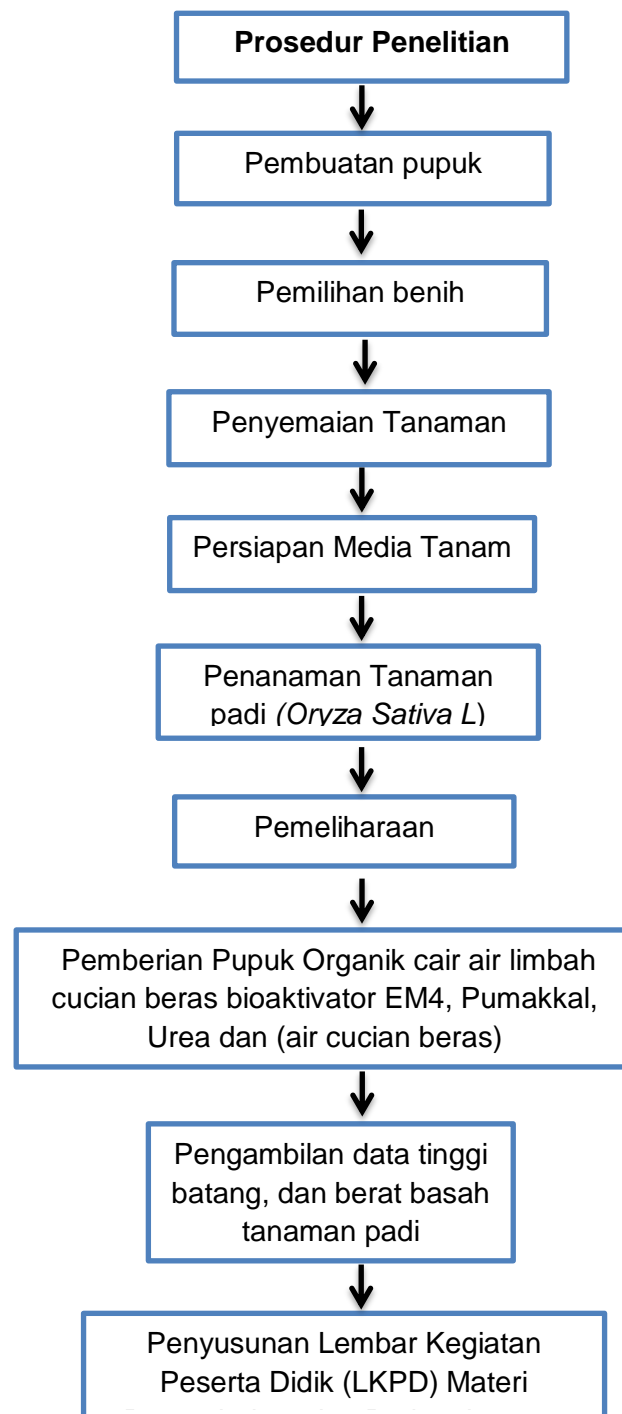 Prosedur Penelitian
Pembuatan pupuk
Pemilihan benih
Penyemaian Tanaman
Persiapan Media Tanam
Penanaman Tanaman
padi (Oryza Sativa L)
Pemeliharaan
Pemberian Pupuk Organik cair air limbah
cucian beras bioaktivator EM4, Pumakkal,
Urea dan (air cucian beras)
Pengambilan data tinggi
batang, dan berat basah
tanaman padi
Penyusunan Lembar Kegiatan
Peserta Didik (LKPD) Materi